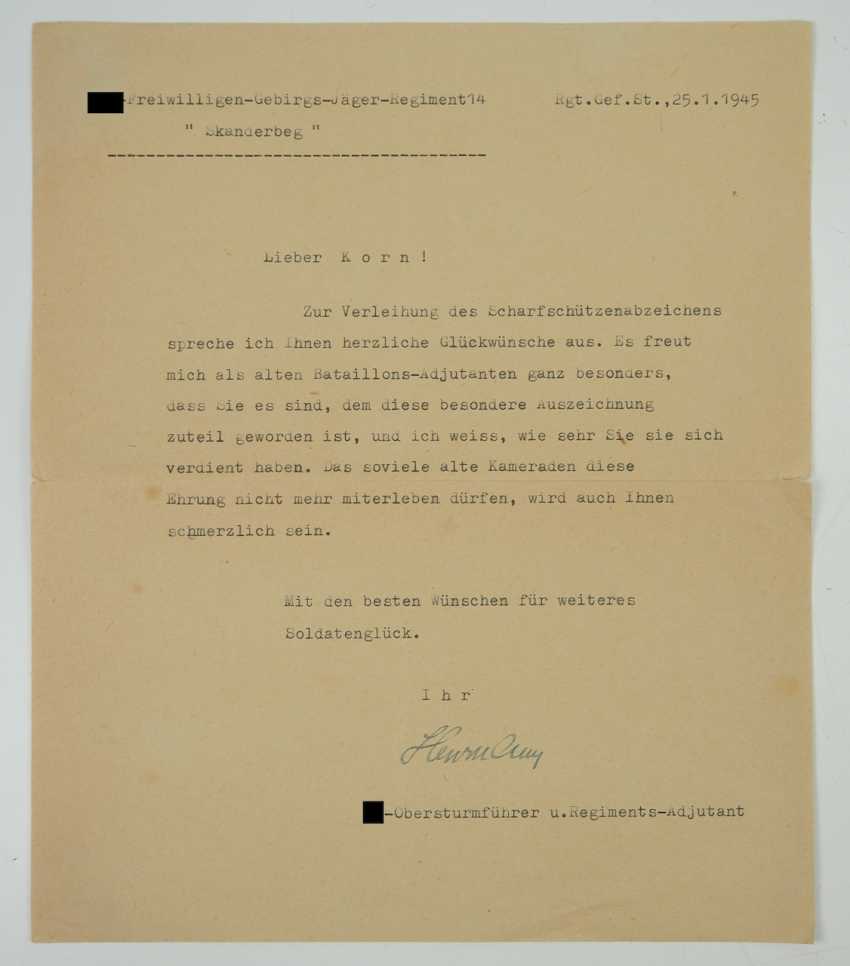 -Freiwilligen-Gebirgs-Jäger-Regiment14 Rgt.Gef.St.,25.1.1945
" Skanderbeg "
Lieber K o r n !
Zur Verleihung des Scharfschützenabzeichens
spreche ich Ihnen herzliche Glückwünsche aus. Es freut
mich als alten Bataillons-Adjutanten ganz besonders,
dass Sie es sind, dem diese besondere Auszeichnung
zuteil geworden ist, und ich weiss, wie sehr Sie sie sich
verdient haben. Das soviele alte Kameraden diese
Ehrung nicht mehr miterleben dürfen, wird auch Ihnen
schmerzlich sein.
Mit den besten Wünschen für weiteres
Soldatenglück.
I h r
-Obersturmführer u.Regiments-Adjutant